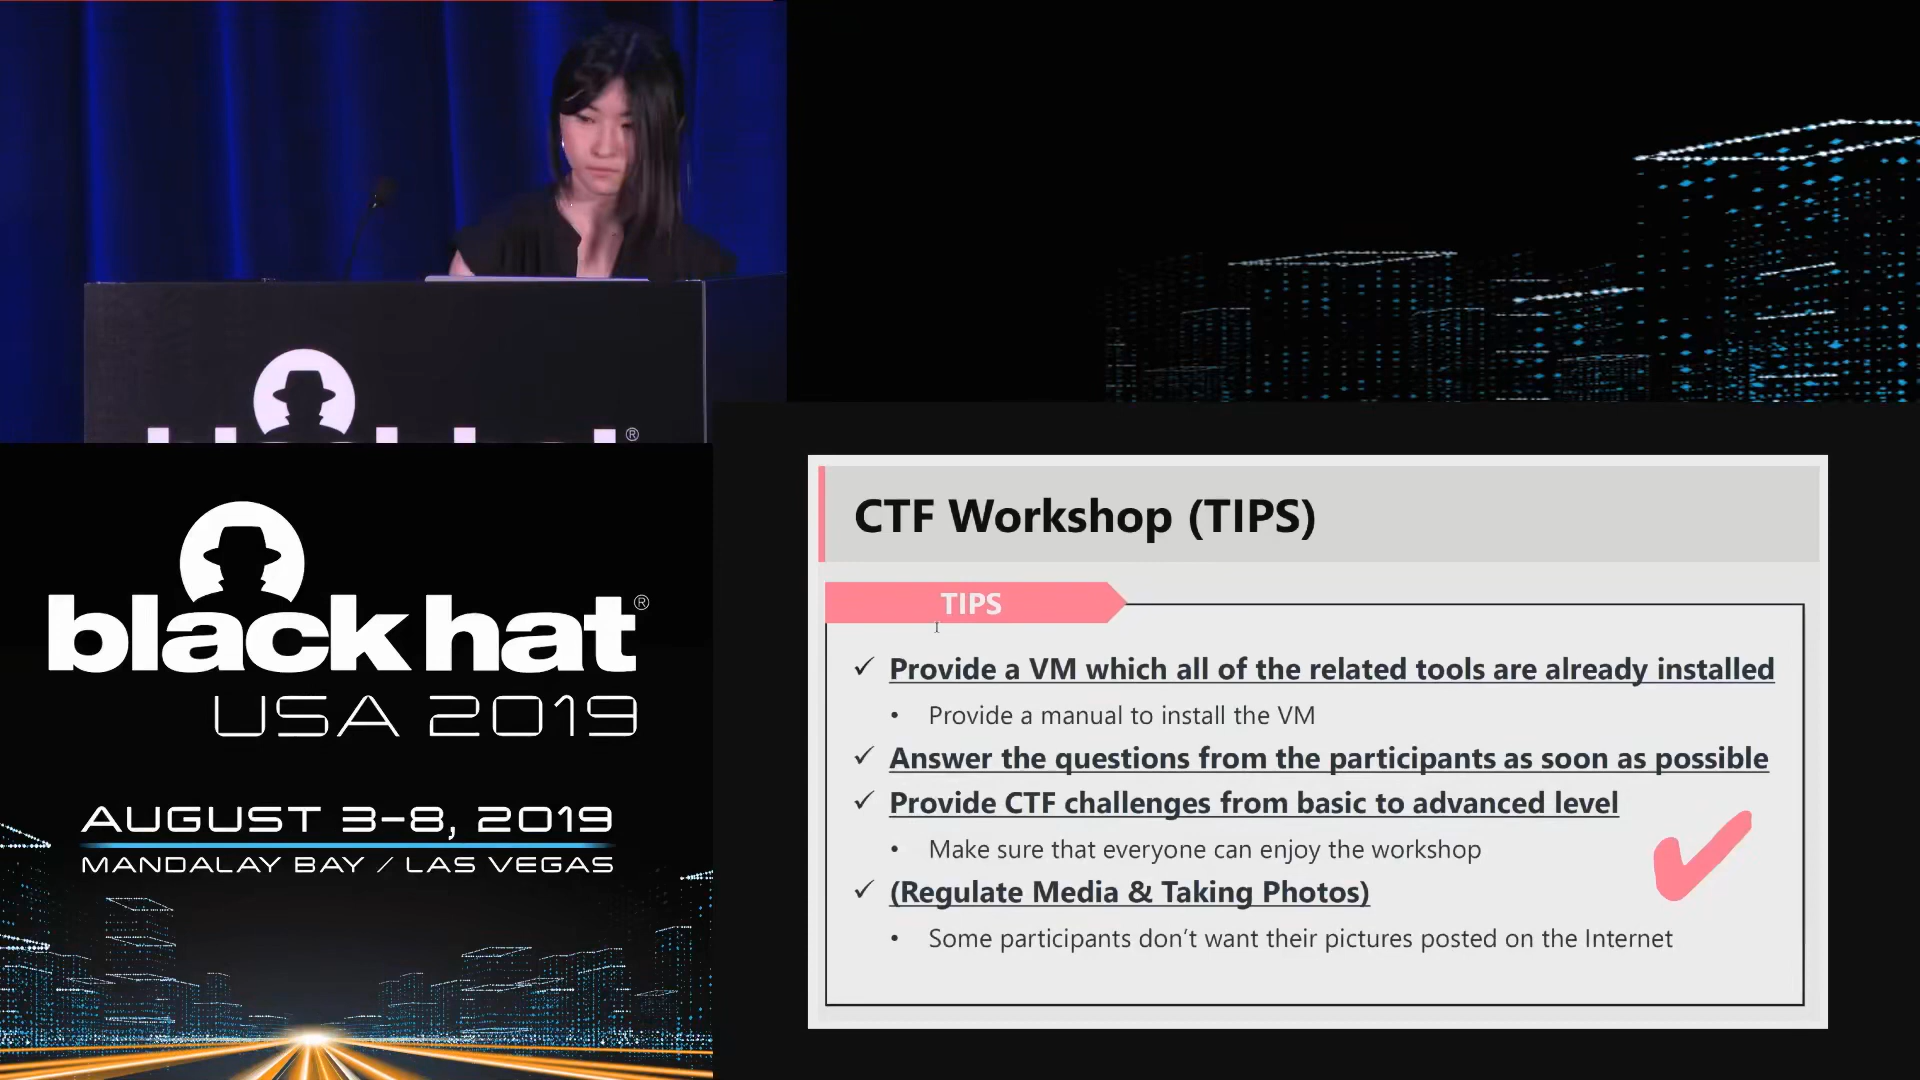 ®
black hat®
USA 2019
AUGUST 3-8, 2019
MANDALAY BAY / LAS VEGAS
CTF Workshop (TIPS)
TIPS
✓ Provide a VM which all of the related tools are already installed
• Provide a manual to install the VM
✓ Answer the questions from the participants as soon as possible
✓ Provide CTF challenges from basic to advanced level
• Make sure that everyone can enjoy the workshop
✓ (Regulate Media & Taking Photos)
• Some participants don't want their pictures posted on the Internet